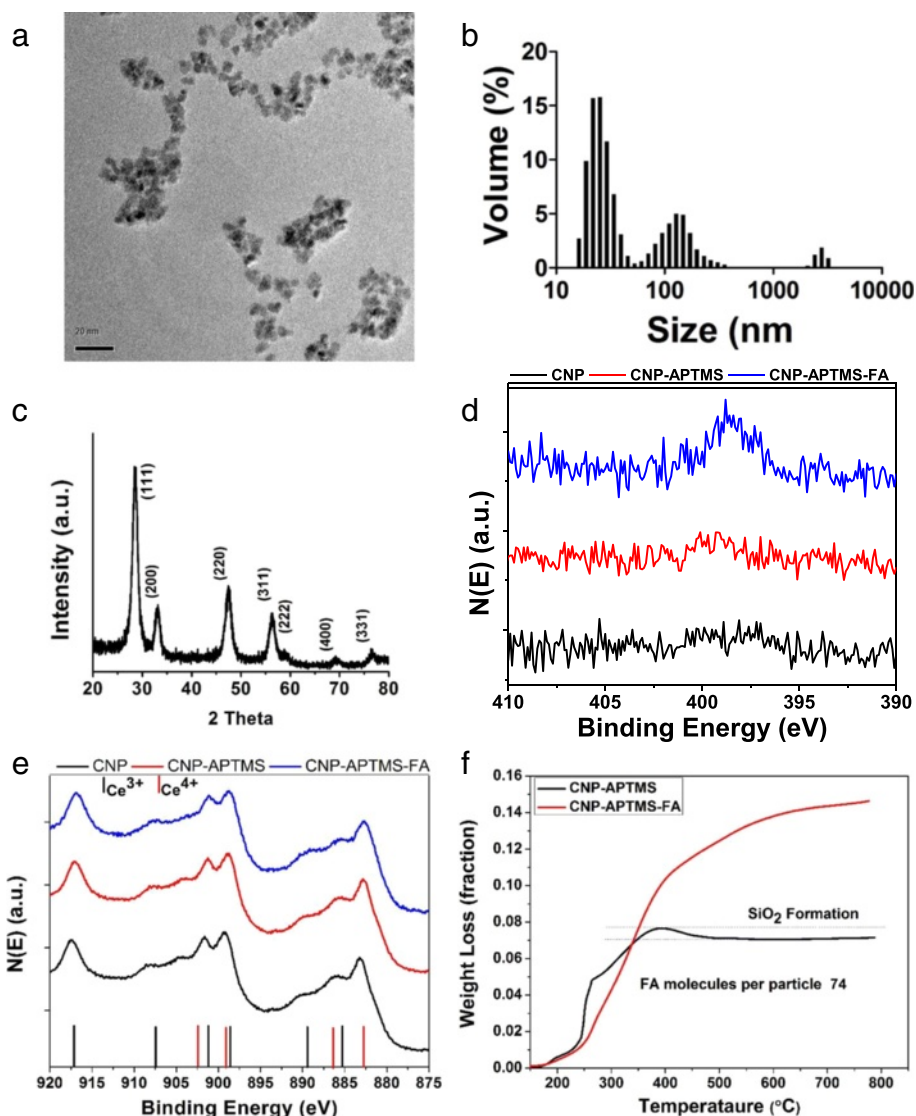 a
20 nm
b
Volume (%)
20
15
10
5
0
10
100
1000
10000
Size (nm
c
Intensity (a.u.)
(111)
(200)
(220)
(311)
(222)
(400)
(331)
20 30 40 50 60 70 80
2 Theta
d
CNP CNP-APTMS CNP-APTMS-FA
N(E) (a.u.)
410 405 400 395 390
Binding Energy (eV)
e
CNP CNP-APTMS CNP-APTMS-FA
Ce3+ Ce4+
N(E) (a.u.)
920 915 910 905 900 895 890 885 880 875
Binding Energy (eV)
f
CNP-APTMS
CNP-APTMS-FA
Weight Loss (fraction)
0.16
0.14
0.12
0.10
0.08
0.06
0.04
0.02
0.00
SiO2 Formation
FA molecules per particle 74
200 300 400 500 600 700 800
Temperataure (°C)